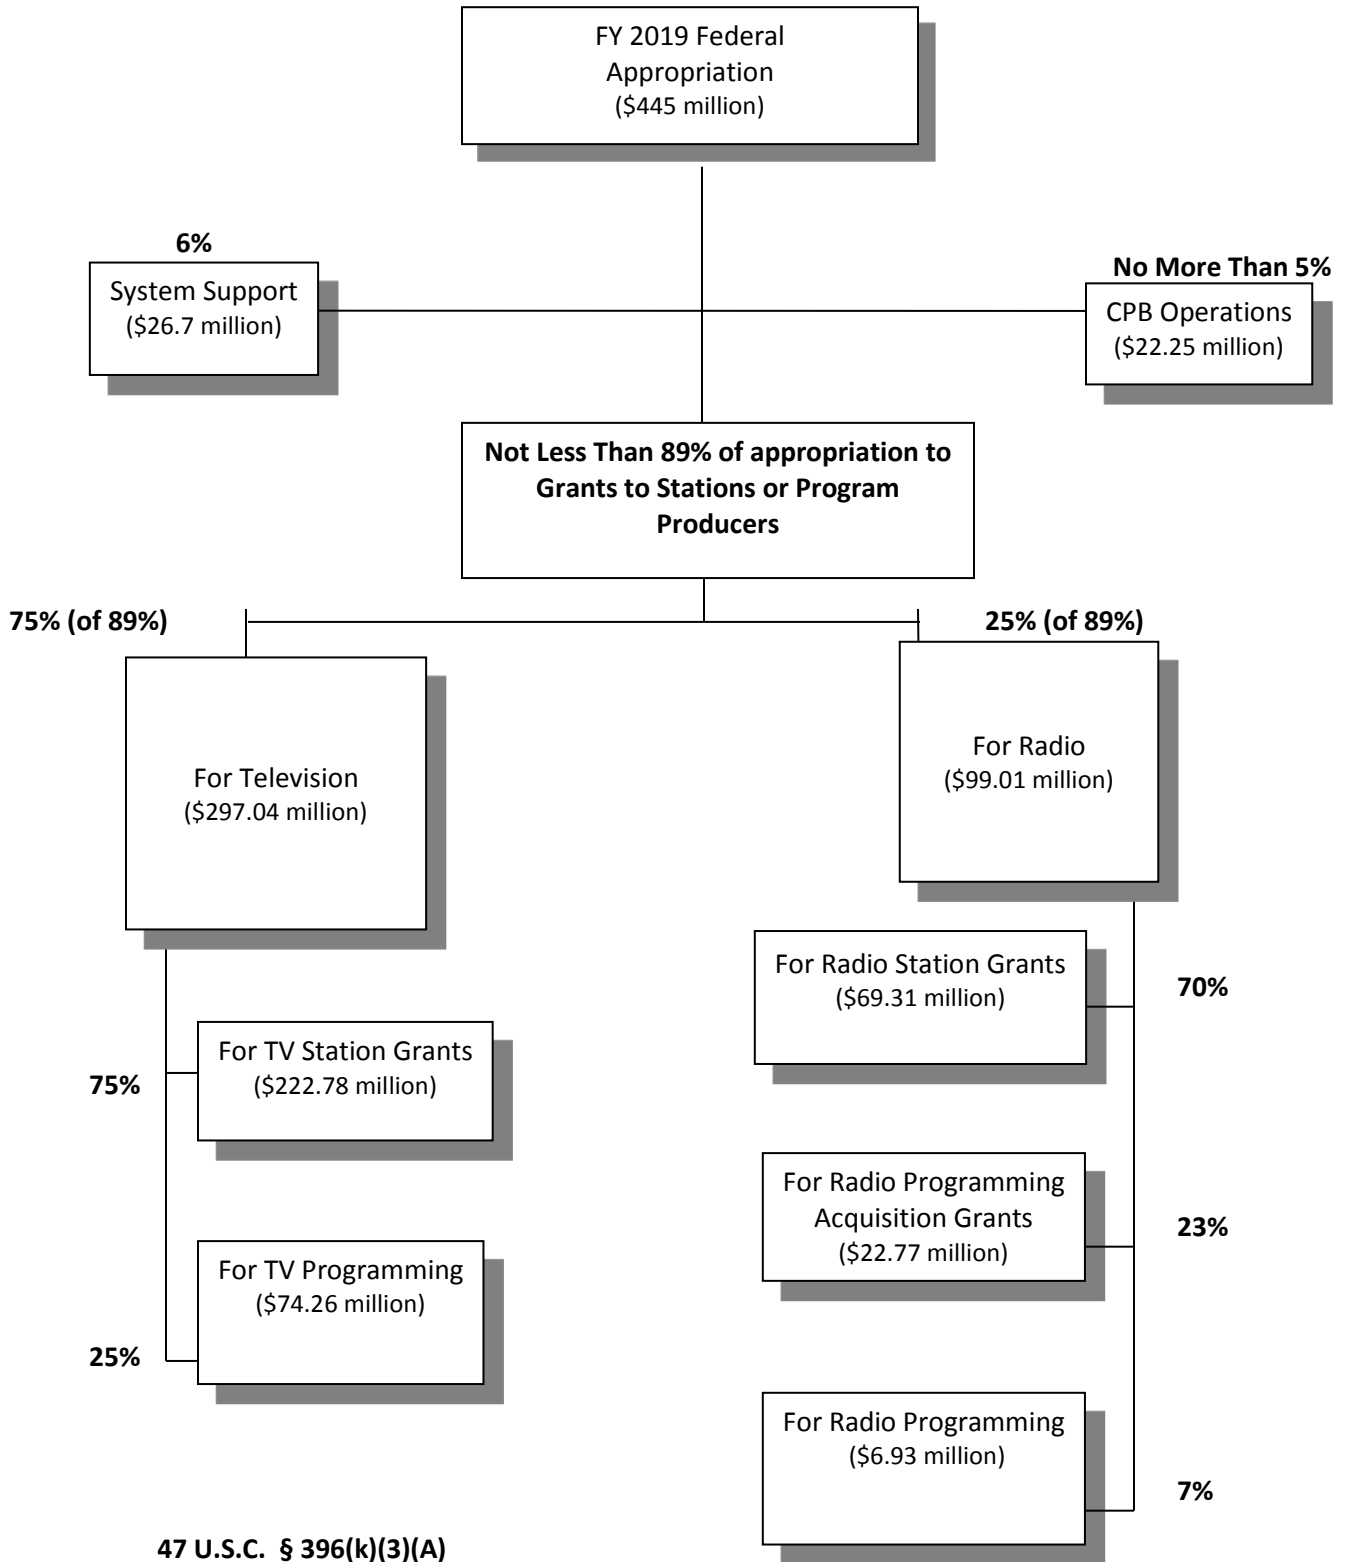 FY 2019 Federal
Appropriation
($445 million)
6%
System Support
($26.7 million)
No More Than 5%
CPB Operations
($22.25 million)
Not Less Than 89% of appropriation to
Grants to Stations or Program
Producers
75% (of 89%)
25% (of 89%)
For Television
($297.04 million)
For Radio
($99.01 million)
For Radio Station Grants
($69.31 million)
70%
For TV Station Grants
($222.78 million)
75%
For Radio Programming
Acquisition Grants
($22.77 million)
23%
For TV Programming
($74.26 million)
25%
For Radio Programming
($6.93 million)
7%
47 U.S.C. § 396(k)(3)(A)